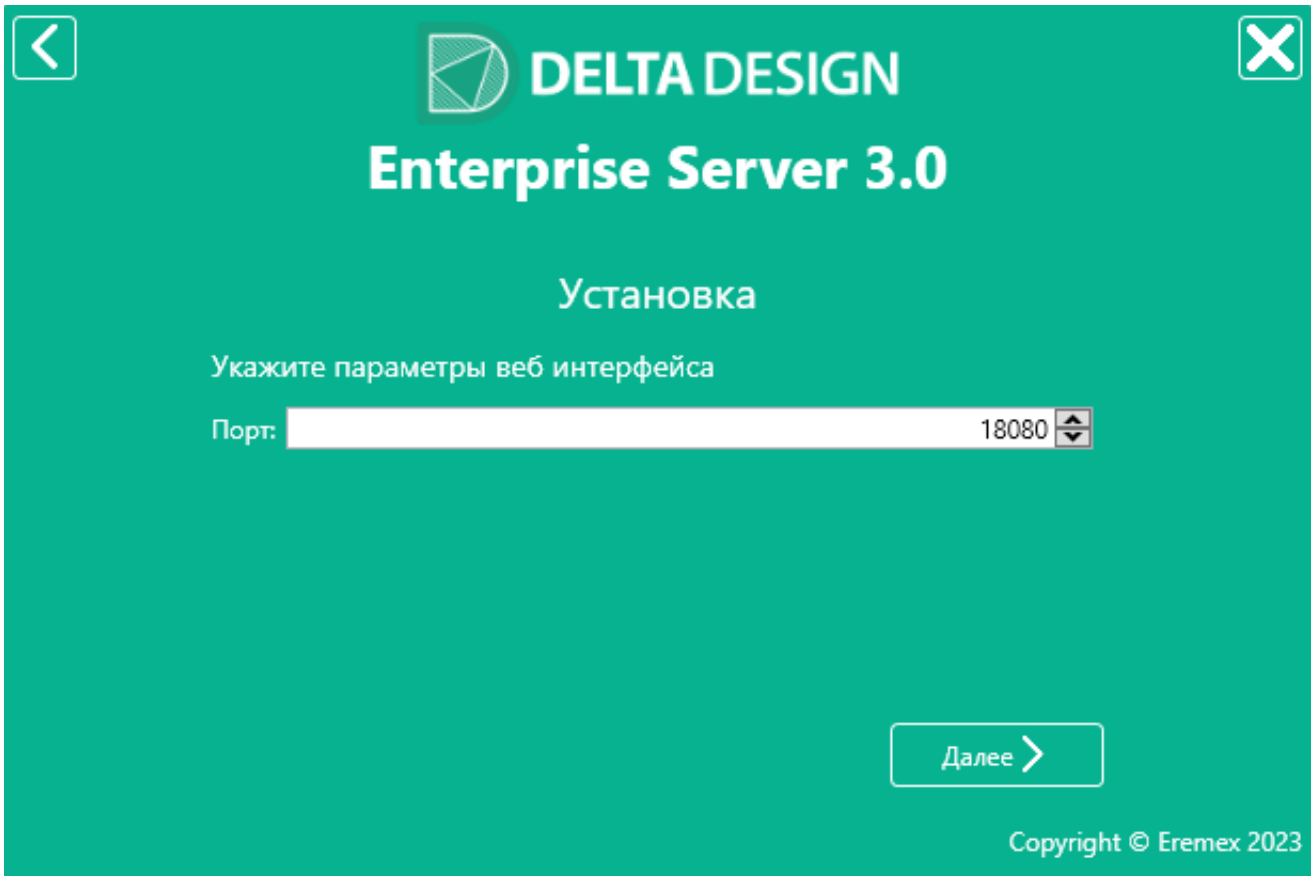 DELTA DESIGN
Enterprise Server 3.0
Установка
Укажите параметры веб интерфейса
Порт: 18080
Далее
Copyright © Eremex 2023